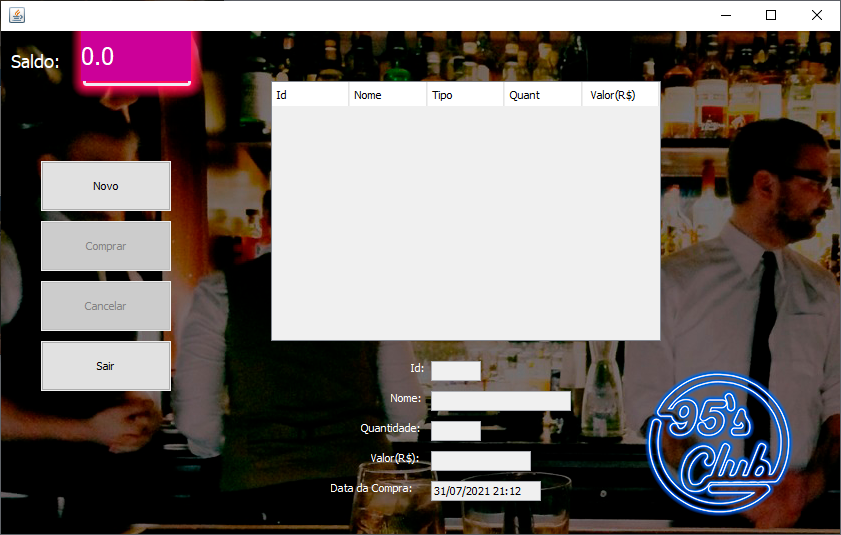 Saldo: 0.0
Id Nome Tipo Quant Valor(R$)
Novo
Comprar
Cancelar
Sair
Id:
Nome:
Quantidade:
Valor(R$):
Data da Compra: 31/07/2021 21:12
95's
Club